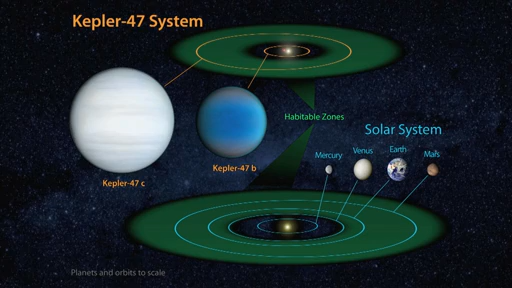 Kepler-47 System
Habitable Zones
Solar System
Kepler-47 c
Kepler-47 b
Mercury
Venus
Earth
Mars
Planets and orbits to scale